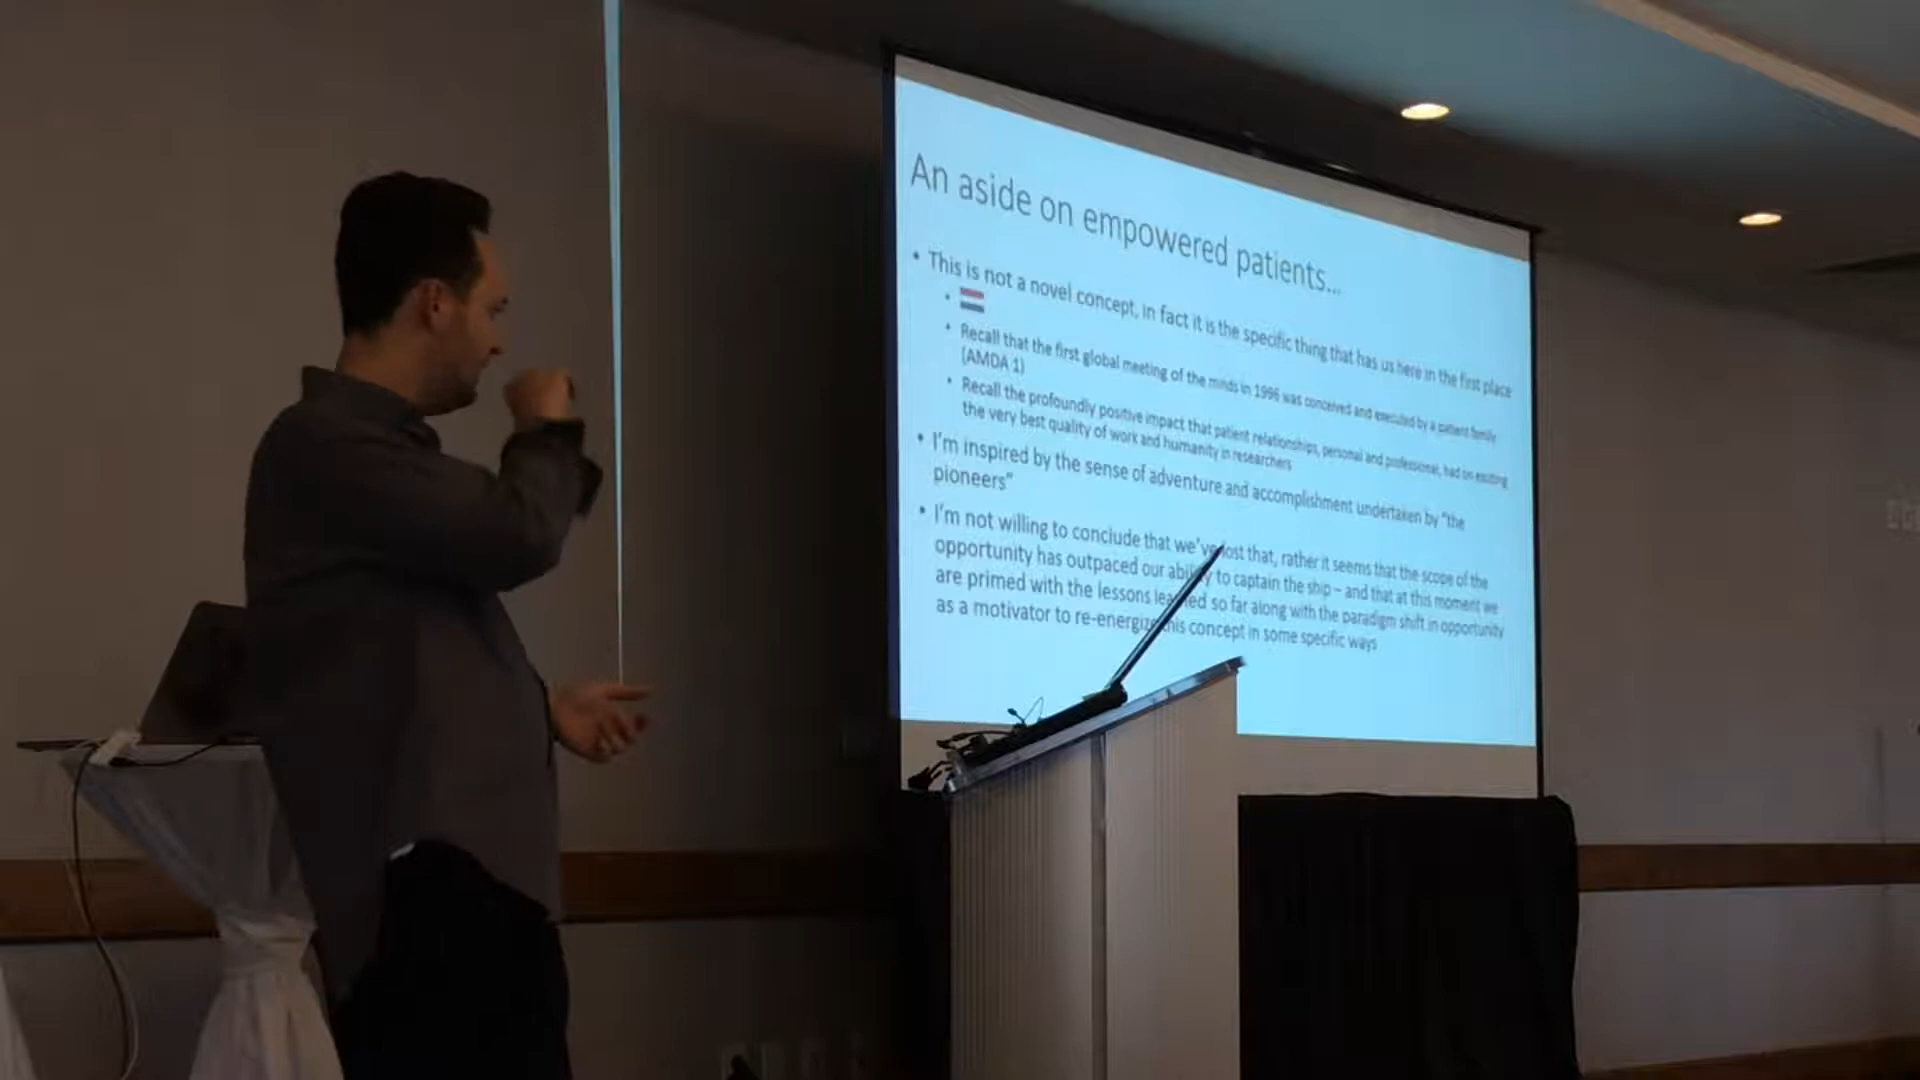 An aside on empowered patients...
• This is not a novel concept, in fact it is the specific thing that has us here in the first place
•
• Recall that the first global meeting of the minds in 1996 was conceived and executed by a patient family
(AMDA 1)
• Recall the profoundly positive impact that patient relationships, personal and professional, had on exciting
the very best quality of work and humanity in researchers
• I'm inspired by the sense of adventure and accomplishment undertaken by "the
pioneers"
• I'm not willing to conclude that we've lost that, rather it seems that the scope of the
opportunity has outpaced our ability to captain the ship – and that at this moment we
are primed with the lessons learned so far along with the paradigm shift in opportunity
as a motivator to re-energize this concept in some specific ways